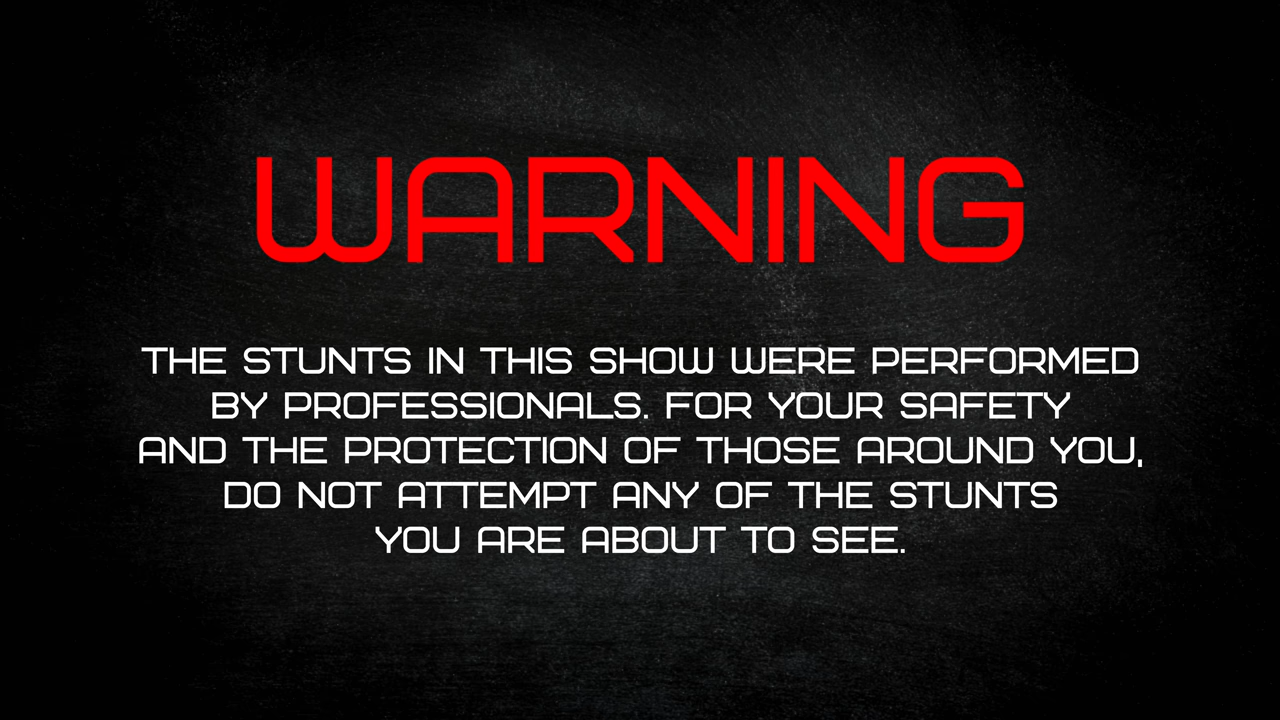 WARNING
THE STUNTS IN THIS SHOW WERE PERFORMED
BY PROFESSIONALS. FOR YOUR SAFETY
AND THE PROTECTION OF THOSE AROUND YOU,
DO NOT ATTEMPT ANY OF THE STUNTS
YOU ARE ABOUT TO SEE.